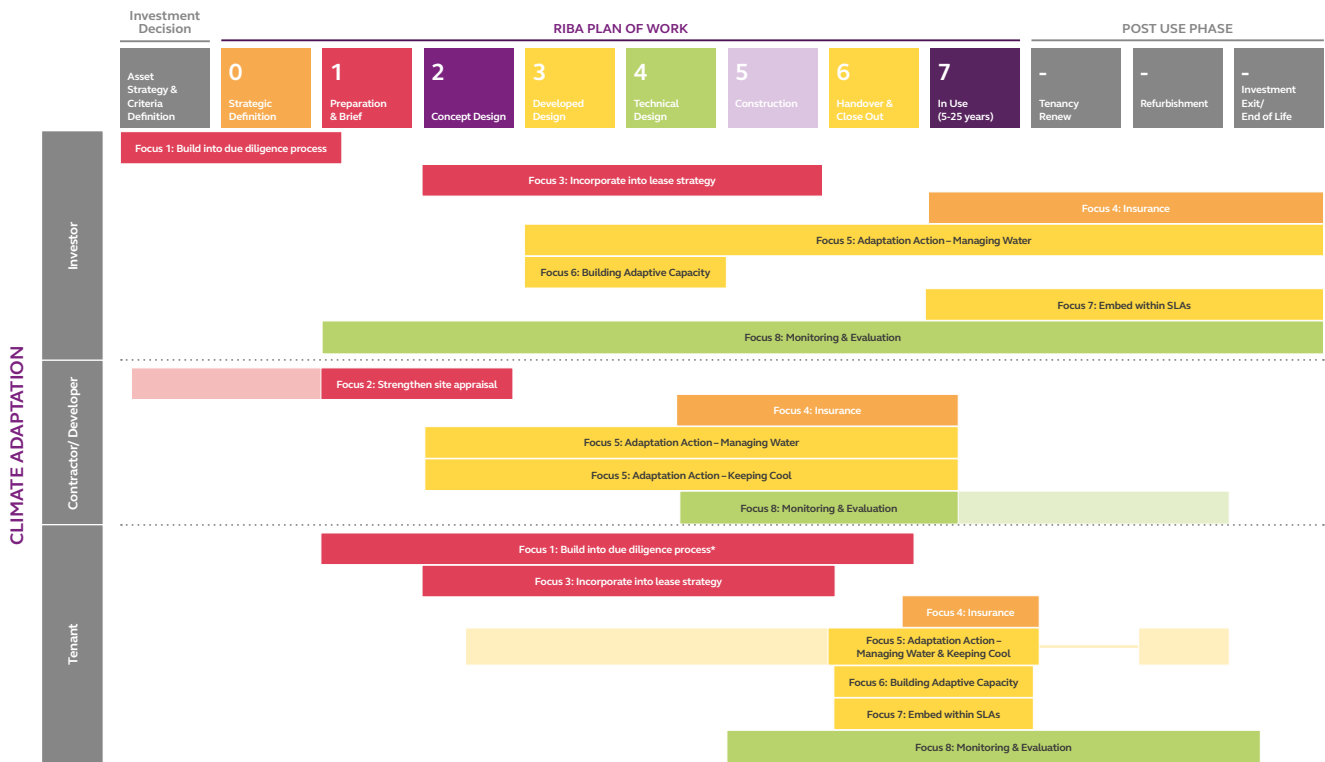 Investment
Decision
RIBA PLAN OF WORK
POST USE PHASE
Asset
Strategy &
Criteria
Definition
0
Strategic
Definition
1
Preparation
& Brief
2
Concept Design
3
Developed
Design
4
Technical
Design
5
Construction
6
Handover &
Close Out
7
In Use
(5-25 years)
-
Tenancy
Renew
-
Refurbishment
-
Investment
Exit/
End of Life
CLIMATE ADAPTATION
Investor
Focus 1: Build into due diligence process
Focus 3: Incorporate into lease strategy
Focus 4: Insurance
Focus 5: Adaptation Action – Managing Water
Focus 6: Building Adaptive Capacity
Focus 7: Embed within SLAs
Focus 8: Monitoring & Evaluation
Contractor/ Developer
Focus 2: Strengthen site appraisal
Focus 4: Insurance
Focus 5: Adaptation Action – Managing Water
Focus 5: Adaptation Action – Keeping Cool
Focus 8: Monitoring & Evaluation
Tenant
Focus 1: Build into due diligence process*
Focus 3: Incorporate into lease strategy
Focus 4: Insurance
Focus 5: Adaptation Action –
Managing Water & Keeping Cool
Focus 6: Building Adaptive Capacity
Focus 7: Embed within SLAs
Focus 8: Monitoring & Evaluation